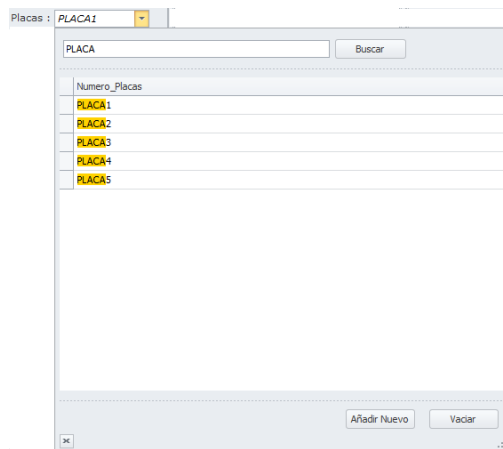 Placas : PLACA1
PLACA Buscar
Numero_Placas
PLACA1
PLACA2
PLACA3
PLACA4
PLACA5
Añadir Nuevo Vaciar